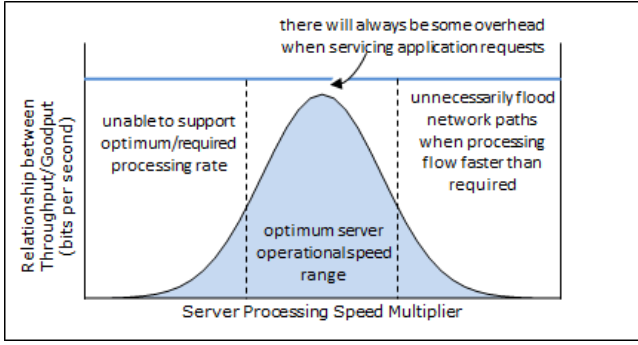 there will always be some overhead
when servicing application requests
unable to support
optimum/required
processing rate
unnecessarily flood
network paths
when processing
flow faster than
required
optimum server
operational speed
range
Relationship between
Throughput/Goodput
(bits per second)
Server Processing Speed Multiplier